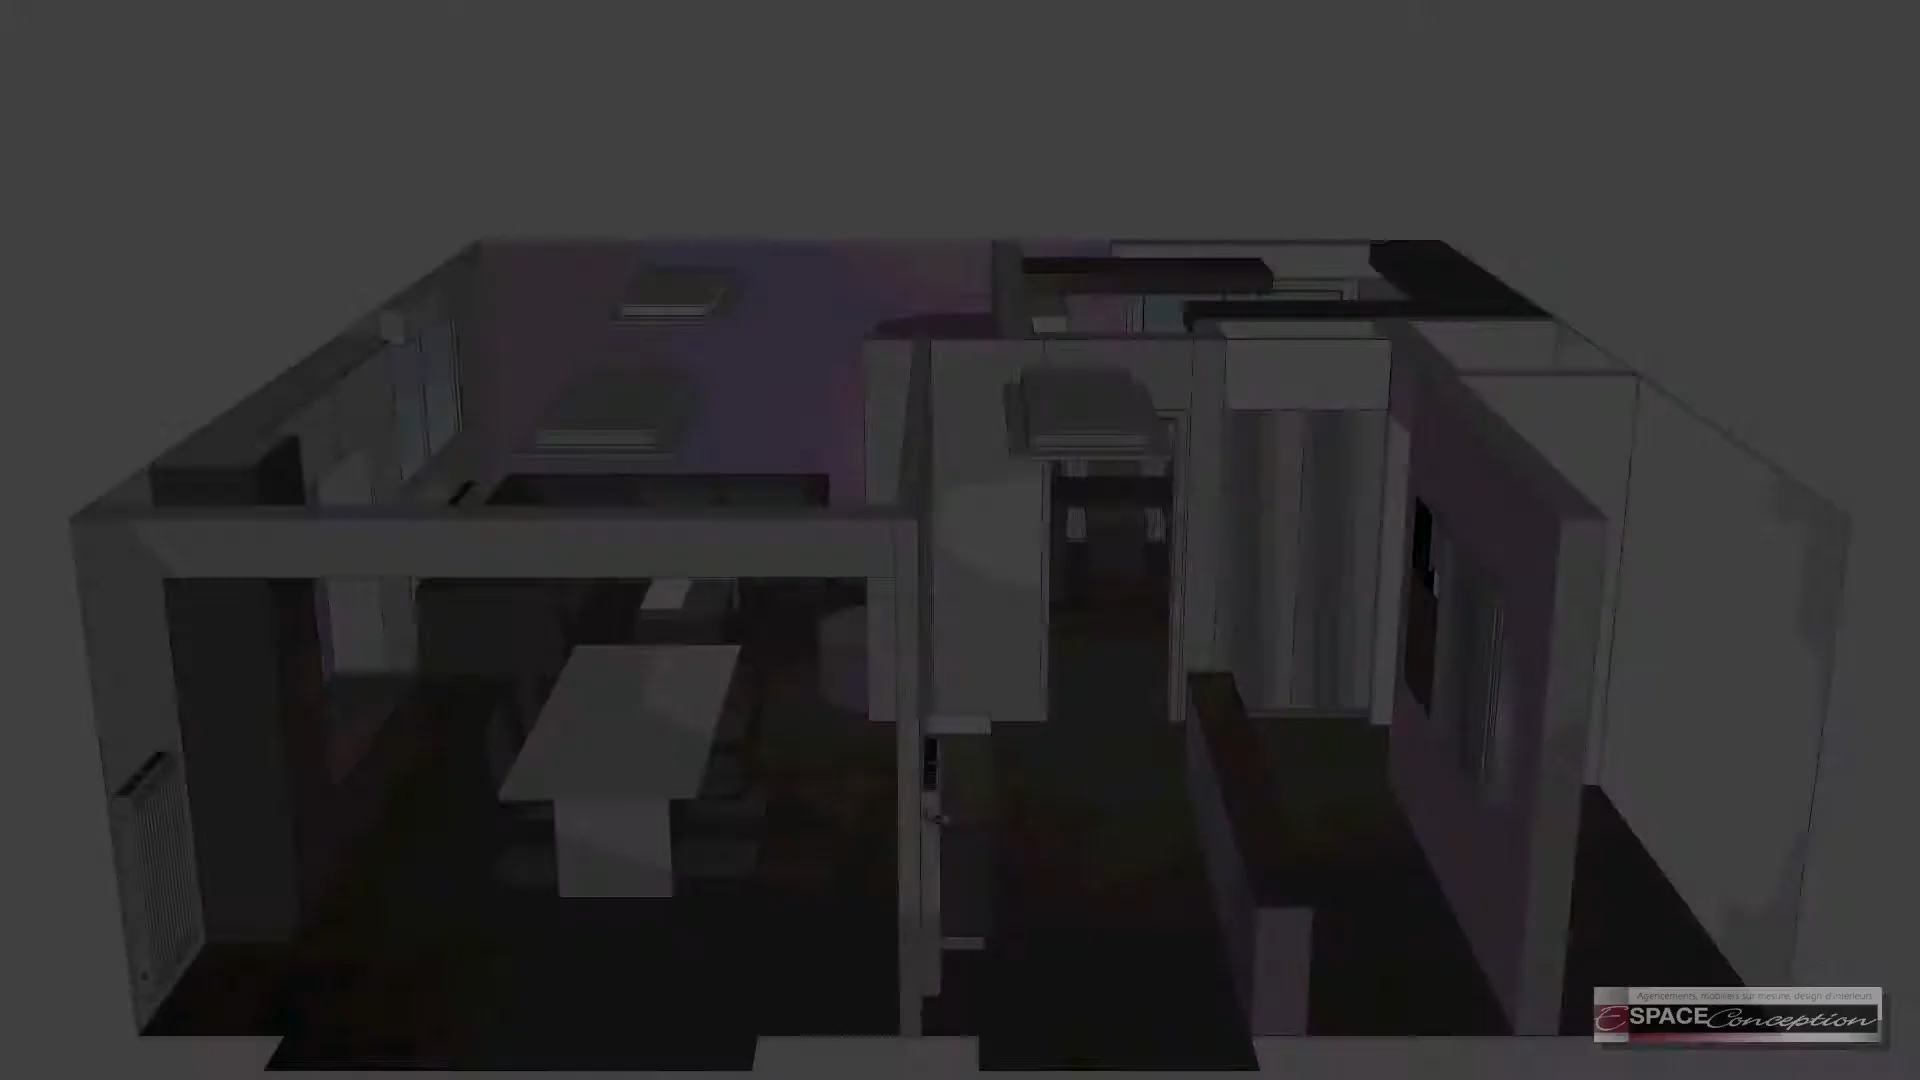 Agencements, mobiliers sur mesure, design d'intérieurs
ESPACE Conception